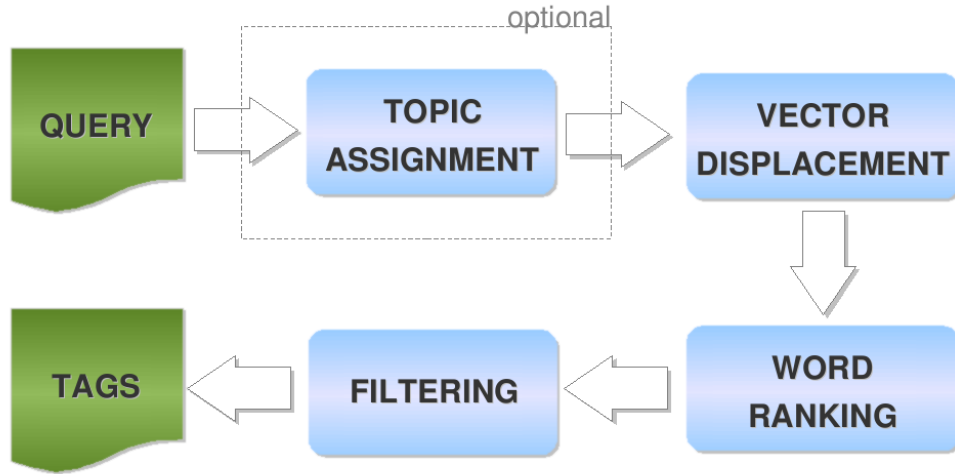 optional
QUERY
TOPIC
ASSIGNMENT
VECTOR
DISPLACEMENT
WORD
RANKING
FILTERING
TAGS